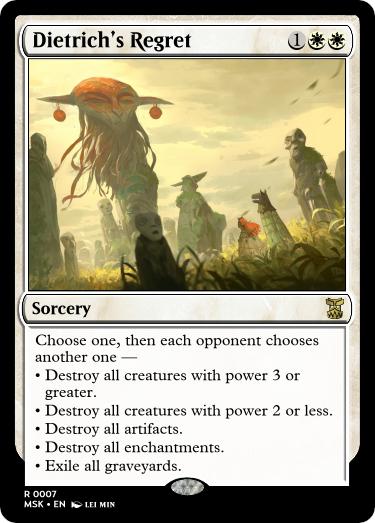 Dietrich's Regret 1
Sorcery
Choose one, then each opponent chooses
another one —
• Destroy all creatures with power 3 or
greater.
• Destroy all creatures with power 2 or less.
• Destroy all artifacts.
• Destroy all enchantments.
• Exile all graveyards.
R 0007
MSK • EN LEI MIN